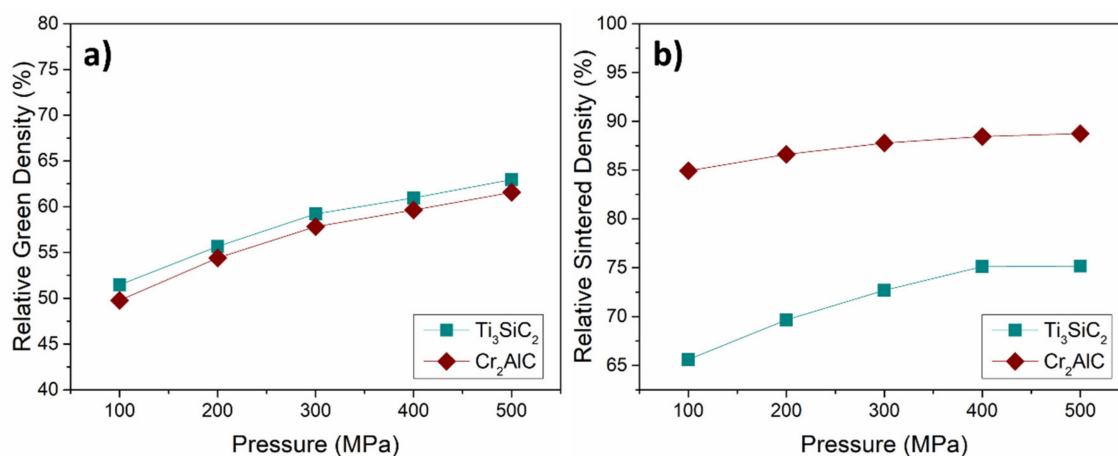 a)
Relative Green Density (%)
80
75
70
65
60
55
50
45
40
100 200 300 400 500
Pressure (MPa)
Ti₃SiC₂
Cr₂AlC
b)
Relative Sintered Density (%)
100
95
90
85
80
75
70
65
100 200 300 400 500
Pressure (MPa)
Ti₃SiC₂
Cr₂AlC